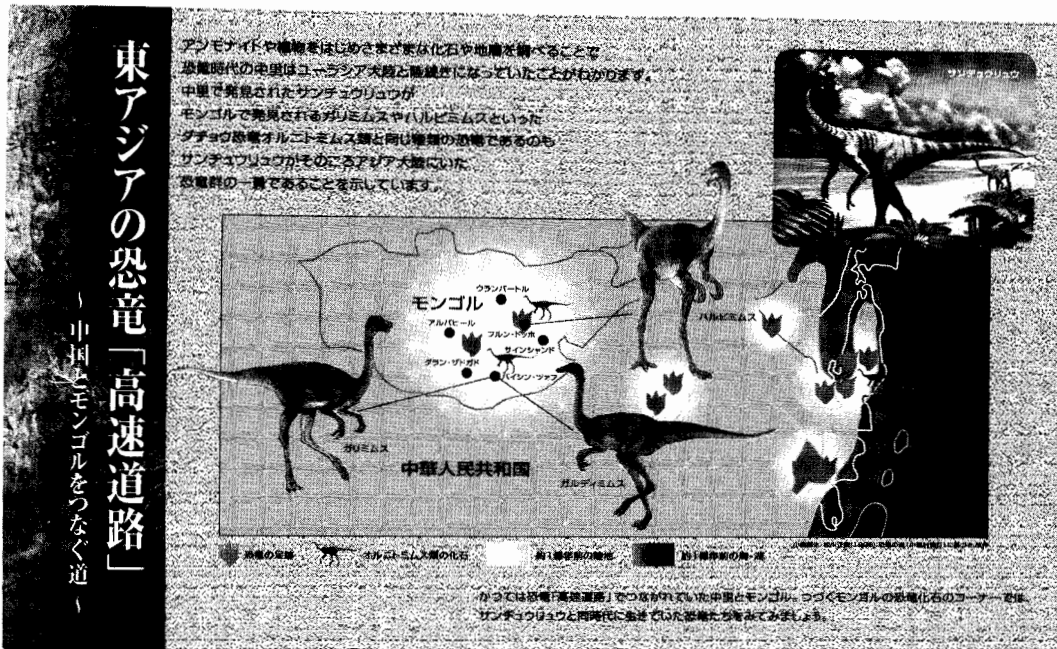 東アジアの恐竜「高速道路」
～ 中国とモンゴルをつなぐ道 ～
アンモナイトや植物をはじめさまざまな化石や地層を調べることで
恐竜時代の中里はユーラシア大陸と陸続きになっていたことがわかります。
中里で発見されたサンチュウリュウが
モンゴルで発見されるガリミムスやハルピミムスといった
ダチョウ恐竜オルニトミムス類と同じ種類の恐竜であるのも
サンチュウリュウがそのころアジア大陸にいた
恐竜群の一員であることを示しています。
サンチュウリュウ
モンゴル
ウランバートル
アルバヒール
フルン・ドッホ
サインシャンド
ダラン・ザドガド
バイシン・ツァフ
ハルピミムス
ガリミムス
中華人民共和国
ガルディミムス
恐竜の足跡
オルニトミムス類の化石
約1億年前の陸地
約1億年前の海・湖
かつては恐竜「高速道路」でつながれていた中里とモンゴル。つづくモンゴルの恐竜化石のコーナーでは、
サンチュウリュウと同時代に生きていた恐竜たちをみてみましょう。